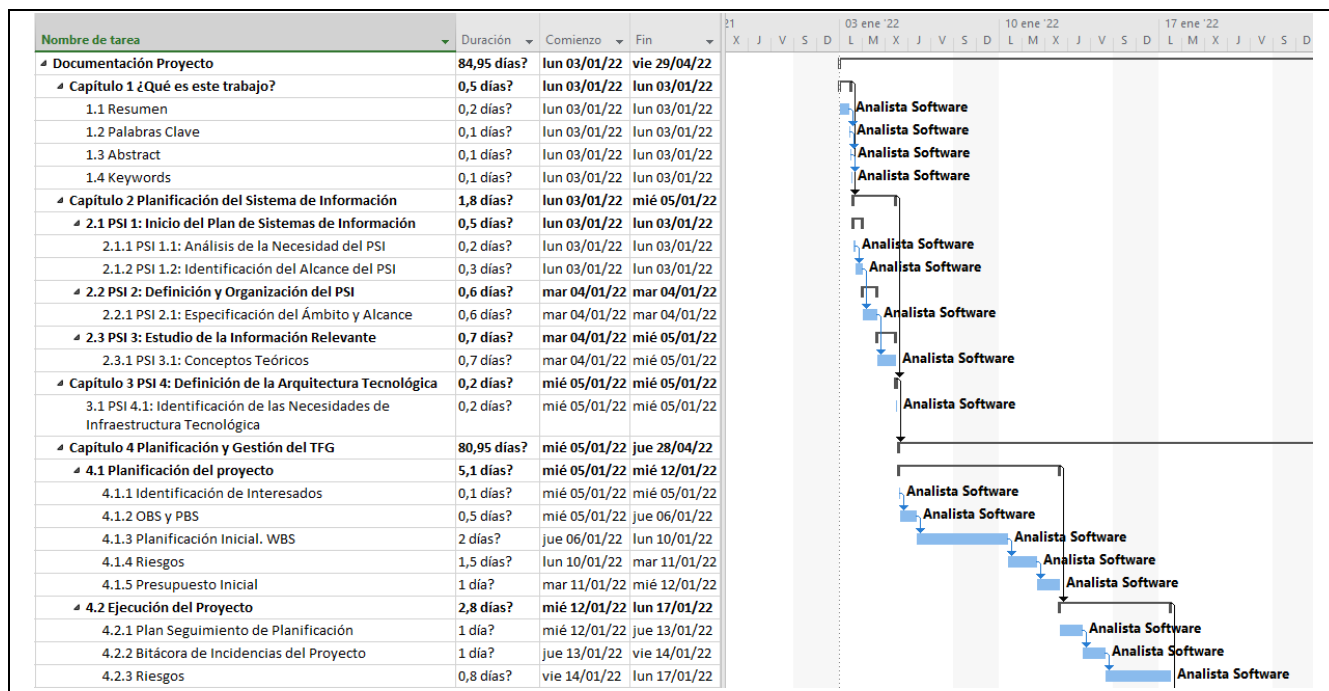 21 03 ene '22 10 ene '22 17 ene '22
Nombre de tarea Duración Comienzo Fin X J V S D L M X J V S D L M X J V S D L M X J V S D
Documentación Proyecto 84,95 días? lun 03/01/22 vie 29/04/22
Capítulo 1 ¿Qué es este trabajo? 0,5 días? lun 03/01/22 lun 03/01/22
1.1 Resumen 0,2 días? lun 03/01/22 lun 03/01/22 Analista Software
1.2 Palabras Clave 0,1 días? lun 03/01/22 lun 03/01/22 Analista Software
1.3 Abstract 0,1 días? lun 03/01/22 lun 03/01/22 Analista Software
1.4 Keywords 0,1 días? lun 03/01/22 lun 03/01/22 Analista Software
Capítulo 2 Planificación del Sistema de Información 1,8 días? lun 03/01/22 mié 05/01/22
2.1 PSI 1: Inicio del Plan de Sistemas de Información 0,5 días? lun 03/01/22 lun 03/01/22
2.1.1 PSI 1.1: Análisis de la Necesidad del PSI 0,2 días? lun 03/01/22 lun 03/01/22 Analista Software
2.1.2 PSI 1.2: Identificación del Alcance del PSI 0,3 días? lun 03/01/22 lun 03/01/22 Analista Software
2.2 PSI 2: Definición y Organización del PSI 0,6 días? mar 04/01/22 mar 04/01/22
2.2.1 PSI 2.1: Especificación del Ámbito y Alcance 0,6 días? mar 04/01/22 mar 04/01/22 Analista Software
2.3 PSI 3: Estudio de la Información Relevante 0,7 días? mar 04/01/22 mié 05/01/22
2.3.1 PSI 3.1: Conceptos Teóricos 0,7 días? mar 04/01/22 mié 05/01/22 Analista Software
Capítulo 3 PSI 4: Definición de la Arquitectura Tecnológica 0,2 días? mié 05/01/22 mié 05/01/22
3.1 PSI 4.1: Identificación de las Necesidades de 0,2 días? mié 05/01/22 mié 05/01/22 Analista Software
Infraestructura Tecnológica
Capítulo 4 Planificación y Gestión del TFG 80,95 días? mié 05/01/22 jue 28/04/22
4.1 Planificación del proyecto 5,1 días? mié 05/01/22 mié 12/01/22
4.1.1 Identificación de Interesados 0,1 días? mié 05/01/22 mié 05/01/22 Analista Software
4.1.2 OBS y PBS 0,5 días? mié 05/01/22 jue 06/01/22 Analista Software
4.1.3 Planificación Inicial. WBS 2 días? jue 06/01/22 lun 10/01/22 Analista Software
4.1.4 Riesgos 1,5 días? lun 10/01/22 mar 11/01/22 Analista Software
4.1.5 Presupuesto Inicial 1 día? mar 11/01/22 mié 12/01/22 Analista Software
4.2 Ejecución del Proyecto 2,8 días? mié 12/01/22 lun 17/01/22
4.2.1 Plan Seguimiento de Planificación 1 día? mié 12/01/22 jue 13/01/22 Analista Software
4.2.2 Bitácora de Incidencias del Proyecto 1 día? jue 13/01/22 vie 14/01/22 Analista Software
4.2.3 Riesgos 0,8 días? vie 14/01/22 lun 17/01/22 Analista Software